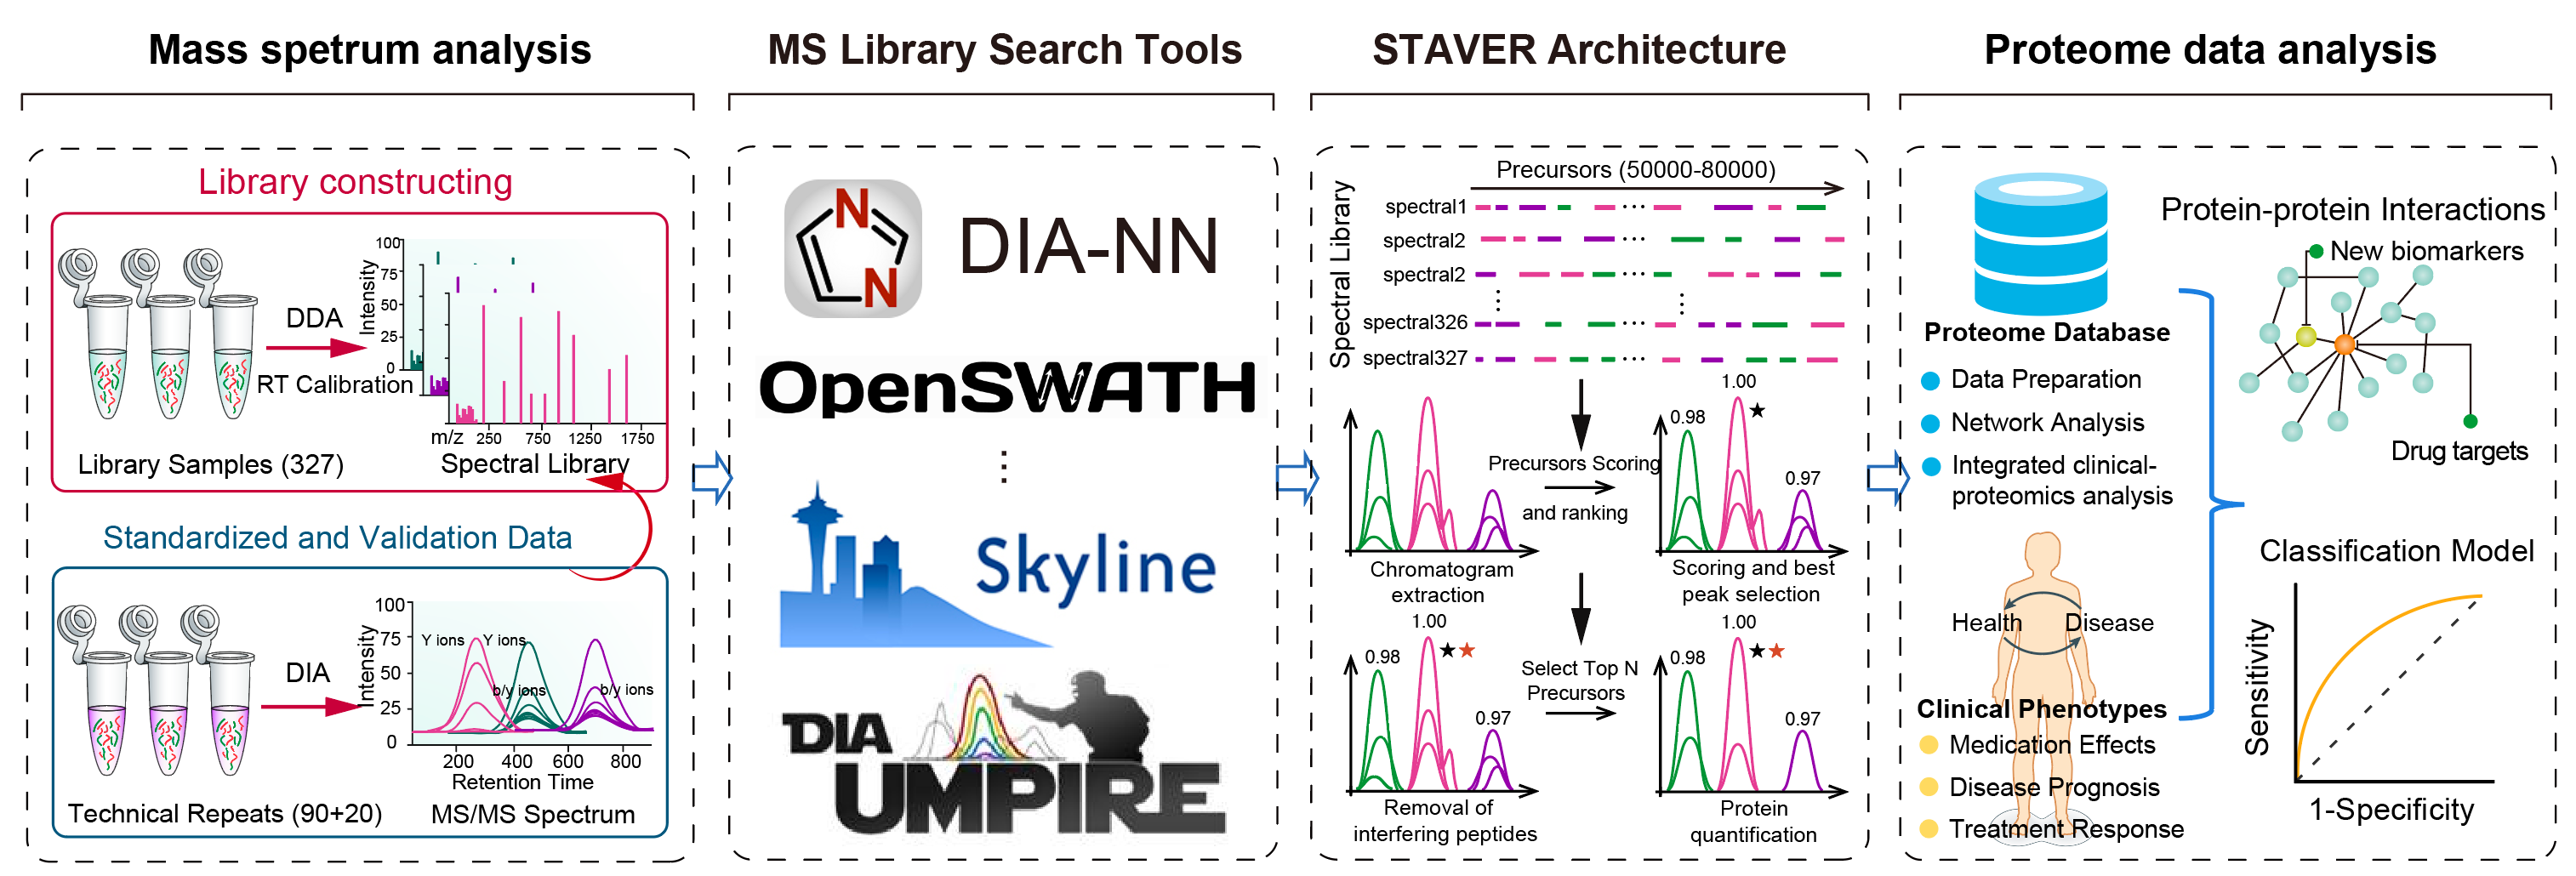 Mass spetrum analysis
MS Library Search Tools
STAVER Architecture
Proteome data analysis
Library constructing
100
75
50
25
0
Intensity
DDA
RT Calibration
m/z
250
750
1250
1750
Library Samples (327)
Spectral Library
Standardized and Validation Data
100
75
50
25
0
Intensity
Y ions
Y ions
b/y ions
b/y ions
DIA
200
400
600
800
Retention Time
Technical Repeats (90+20)
MS/MS Spectrum
N
N
DIA-NN
OpenSWATH
Skyline
DIA
UMPIRE
Precursors (50000-80000)
Spectral Library
spectral1
spectral2
spectral2
spectral326
spectral327
Precursors Scoring
and ranking
Chromatogram
extraction
0.98
1.00
0.97
Scoring and best
peak selection
0.98
1.00
0.97
Removal of
interfering peptides
Select Top N
Precursors
0.98
1.00
0.97
Protein
quantification
Proteome Database
Data Preparation
Network Analysis
Integrated clinical-
proteomics analysis
Health
Disease
Clinical Phenotypes
Medication Effects
Disease Prognosis
Treatment Response
Protein-protein Interactions
New biomarkers
Drug targets
Classification Model
Sensitivity
1-Specificity